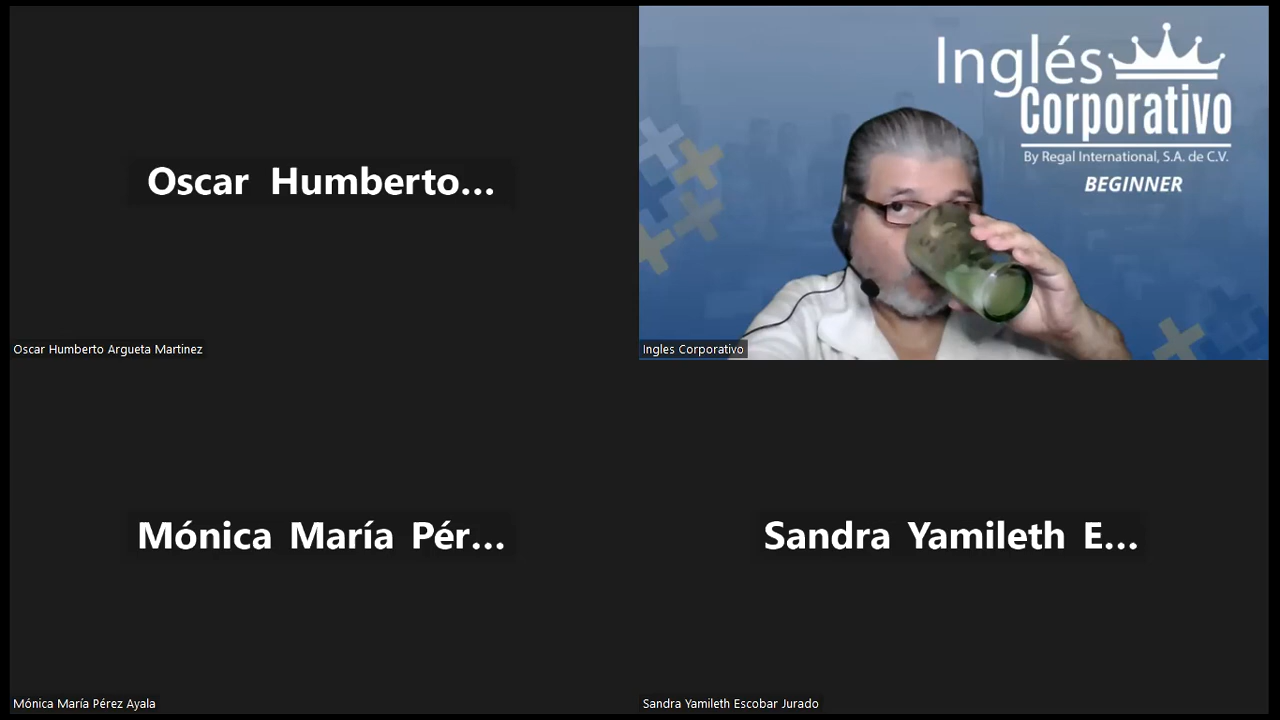 Oscar Humberto...
Oscar Humberto Argueta Martinez
Inglés
Corporativo
By Regal International, S.A. de C.V.
BEGINNER
Ingles Corporativo
Mónica María Pér...
Mónica María Pérez Ayala
Sandra Yamileth E...
Sandra Yamileth Escobar Jurado